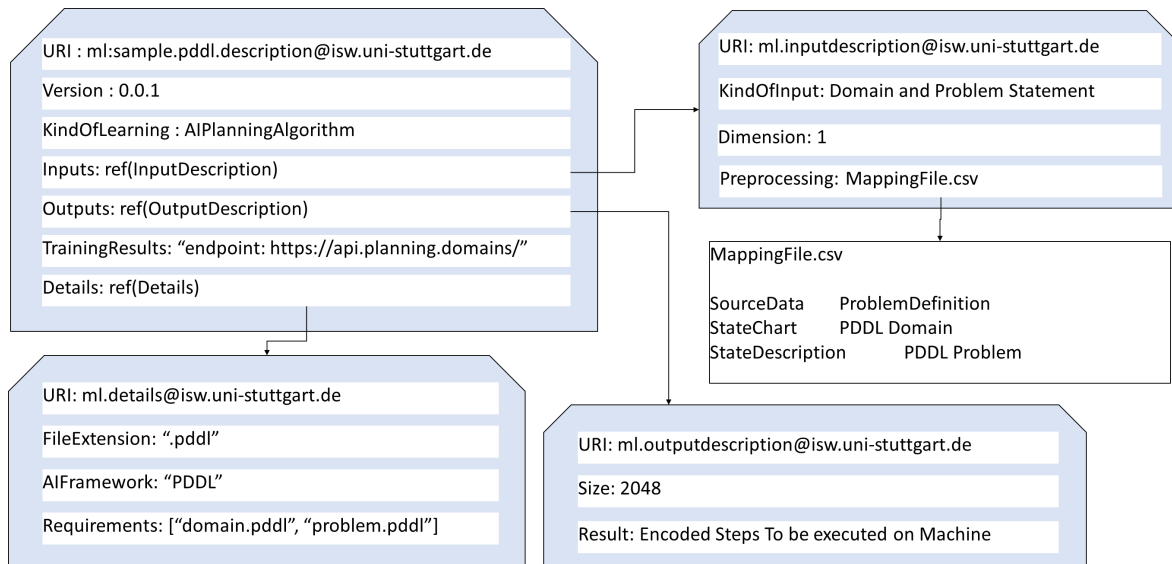 URI : ml:sample.pddl.description@isw.uni-stuttgart.de
Version : 0.0.1
KindOfLearning : AIPlanningAlgorithm
Inputs: ref(InputDescription)
Outputs: ref(OutputDescription)
TrainingResults: “endpoint: https://api.planning.domains/”
Details: ref(Details)
URI: ml.inputdescription@isw.uni-stuttgart.de
KindOfInput: Domain and Problem Statement
Dimension: 1
Preprocessing: MappingFile.csv
MappingFile.csv
SourceData ProblemDefinition
StateChart PDDL Domain
StateDescription PDDL Problem
URI: ml.details@isw.uni-stuttgart.de
FileExtension: “.pddl”
AIFramework: “PDDL”
Requirements: [“domain.pddl”, “problem.pddl”]
URI: ml.outputdescription@isw.uni-stuttgart.de
Size: 2048
Result: Encoded Steps To be executed on Machine